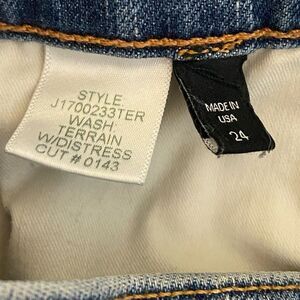 STYLE
J1700233TER
WASH
TERRAIN
W/DISTRESS
CUT # 0143
MADE IN
USA
24